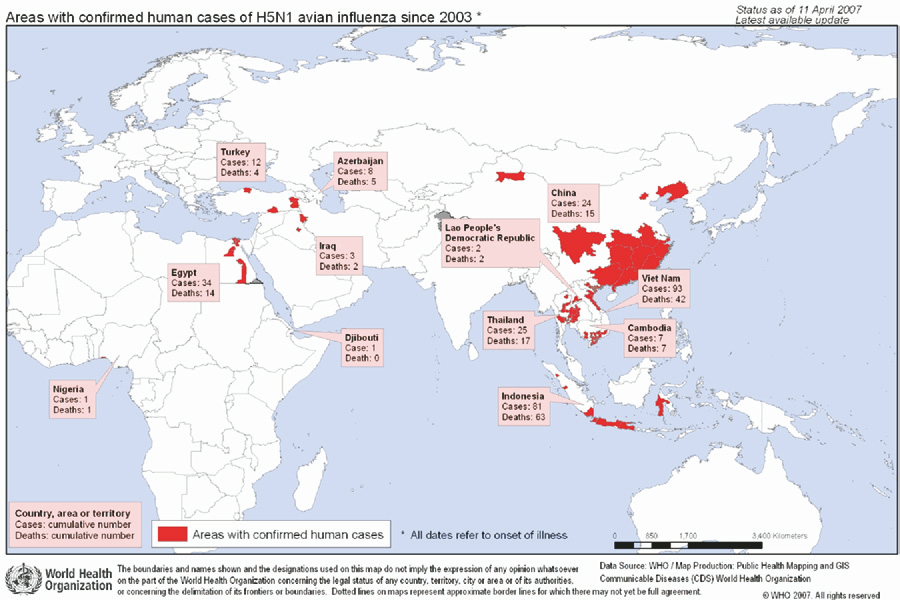 Areas with confirmed human cases of H5N1 avian influenza since 2003 *
Status as of 11 April 2007
Latest available update
Turkey
Cases: 12
Deaths: 4
Azerbaijan
Cases: 8
Deaths: 5
China
Cases: 24
Deaths: 15
Lao People's
Democratic Republic
Cases: 2
Deaths: 2
Iraq
Cases: 3
Deaths: 2
Egypt
Cases: 34
Deaths: 14
Viet Nam
Cases: 93
Deaths: 42
Thailand
Cases: 25
Deaths: 17
Cambodia
Cases: 7
Deaths: 7
Djibouti
Case: 1
Death: 0
Nigeria
Cases: 1
Deaths: 1
Indonesia
Cases: 81
Deaths: 63
Country, area or territory
Cases: cumulative number
Deaths: cumulative number
Areas with confirmed human cases
* All dates refer to onset of illness
0 850 1,700 3,400 Kilometers
World Health
Organization
The boundaries and names shown and the designations used on this map do not imply the expression of any opinion whatsoever
on the part of the World Health Organization concerning the legal status of any country, territory, city or area or of its authorities,
or concerning the delimitation of its frontiers or boundaries. Dotted lines on maps represent approximate border lines for which there may not yet be full agreement.
Data Source: WHO / Map Production: Public Health Mapping and GIS
Communicable Diseases (CDS) World Health Organization
© WHO 2007. All rights reserved